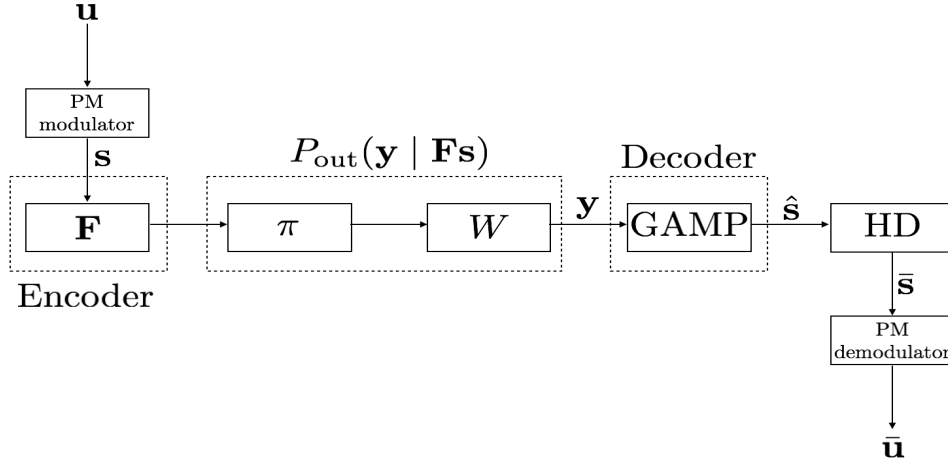 u
PM
modulator
s
P_out(y | Fs)
Decoder
F
π
W
y
GAMP
ŝ
HD
Encoder
s̄
PM
demodulator
ū